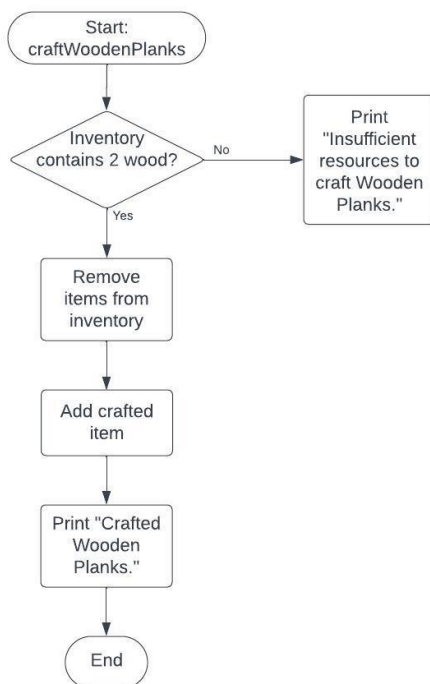 Start:
craftWoodenPlanks
Inventory
contains 2 wood?
No
Print
"Insufficient
resources to
craft Wooden
Planks."
Yes
Remove
items from
inventory
Add crafted
item
Print "Crafted
Wooden
Planks."
End